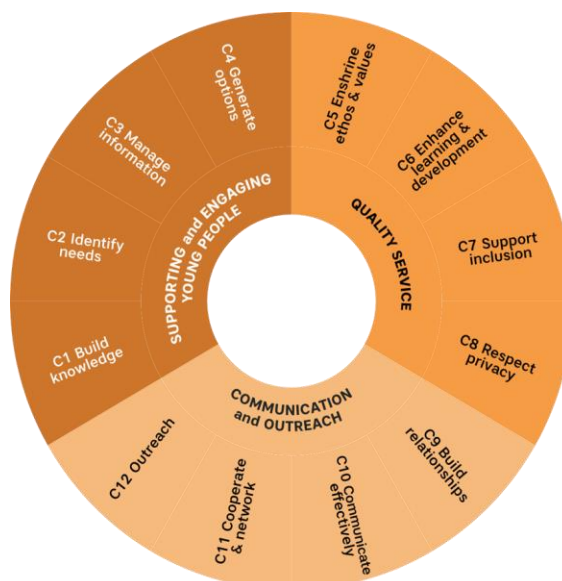 SUPPORTING and ENGAGING
YOUNG PEOPLE
C1 Build
knowledge
C2 Identify
needs
C3 Manage
information
C4 Generate
options
QUALITY SERVICE
C5 Enshrine
ethos & values
C6 Enhance
learning &
development
C7 Support
inclusion
C8 Respect
privacy
COMMUNICATION
and OUTREACH
C9 Build
relationships
C10 Communicate
effectively
C11 Cooperate
& network
C12 Outreach